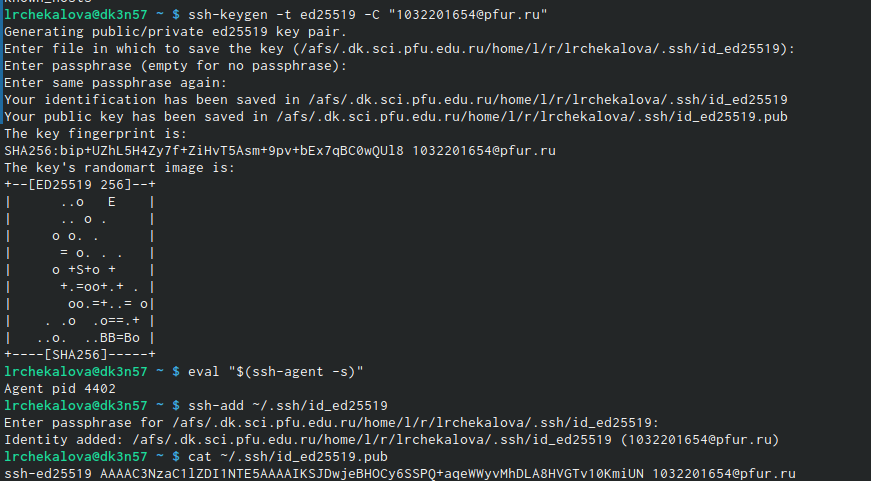 lrchekalova@dk3n57 ~ $ ssh-keygen -t ed25519 -C "1032201654@pfur.ru"
Generating public/private ed25519 key pair.
Enter file in which to save the key (/afs/.dk.sci.pfu.edu.ru/home/l/r/lrchekalova/.ssh/id_ed25519):
Enter passphrase (empty for no passphrase):
Enter same passphrase again:
Your identification has been saved in /afs/.dk.sci.pfu.edu.ru/home/l/r/lrchekalova/.ssh/id_ed25519
Your public key has been saved in /afs/.dk.sci.pfu.edu.ru/home/l/r/lrchekalova/.ssh/id_ed25519.pub
The key fingerprint is:
SHA256:bip+UZhL5H4Zy7f+ZiHvT5Asm+9pv+bEx7qBC0wQUl8 1032201654@pfur.ru
The key's randomart image is:
+--[ED25519 256]--+
|      ..o   E    |
|      .. o .     |
|     o o. .      |
|      = o. . .   |
|     o +S+o +    |
|      +.=oo+.+ . |
|       oo.=+..= o|
|    . .o  .o==.+ |
|   ..o.  ..BB=Bo |
+----[SHA256]-----+
lrchekalova@dk3n57 ~ $ eval "$(ssh-agent -s)"
Agent pid 4402
lrchekalova@dk3n57 ~ $ ssh-add ~/.ssh/id_ed25519
Enter passphrase for /afs/.dk.sci.pfu.edu.ru/home/l/r/lrchekalova/.ssh/id_ed25519:
Identity added: /afs/.dk.sci.pfu.edu.ru/home/l/r/lrchekalova/.ssh/id_ed25519 (1032201654@pfur.ru)
lrchekalova@dk3n57 ~ $ cat ~/.ssh/id_ed25519.pub
ssh-ed25519 AAAAC3NzaC1lZDI1NTE5AAAAIKSJDwjeBHOCy6SSPQ+aqeWWyvMhDLA8HVGTv10KmiUN 1032201654@pfur.ru